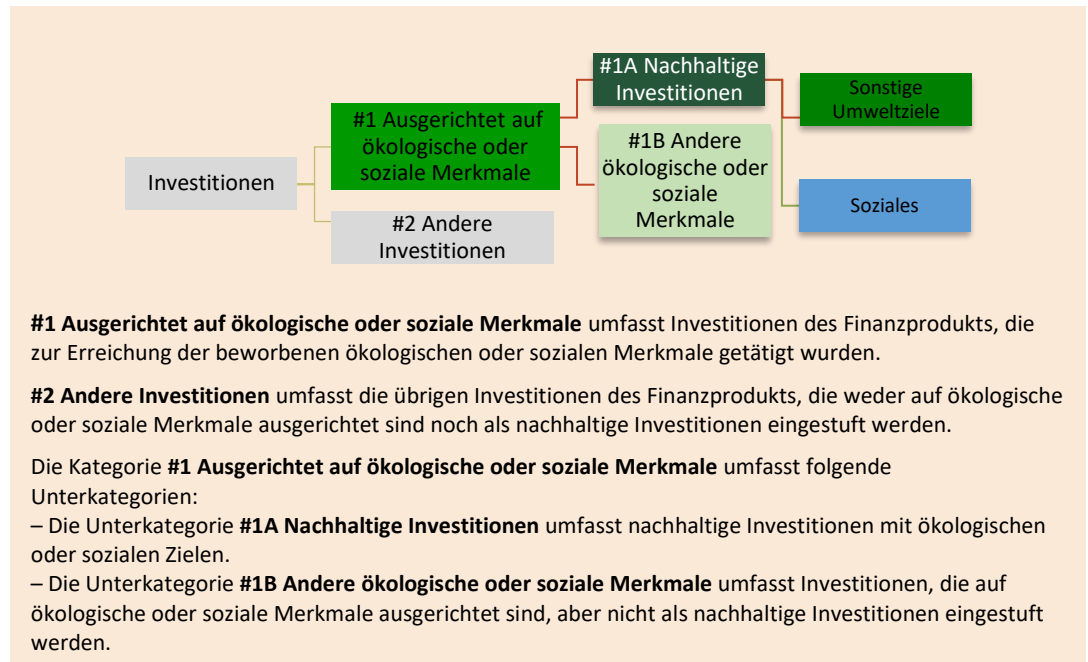 #1A Nachhaltige
Investitionen
Sonstige
Umweltziele
#1 Ausgerichtet auf
ökologische oder
soziale Merkmale
#1B Andere
ökologische oder
soziale
Merkmale
Investitionen
Soziales
#2 Andere
Investitionen
#1 Ausgerichtet auf ökologische oder soziale Merkmale umfasst Investitionen des Finanzprodukts, die
zur Erreichung der beworbenen ökologischen oder sozialen Merkmale getätigt wurden.
#2 Andere Investitionen umfasst die übrigen Investitionen des Finanzprodukts, die weder auf ökologische
oder soziale Merkmale ausgerichtet sind noch als nachhaltige Investitionen eingestuft werden.
Die Kategorie #1 Ausgerichtet auf ökologische oder soziale Merkmale umfasst folgende
Unterkategorien:
– Die Unterkategorie #1A Nachhaltige Investitionen umfasst nachhaltige Investitionen mit ökologischen
oder sozialen Zielen.
– Die Unterkategorie #1B Andere ökologische oder soziale Merkmale umfasst Investitionen, die auf
ökologische oder soziale Merkmale ausgerichtet sind, aber nicht als nachhaltige Investitionen eingestuft
werden.